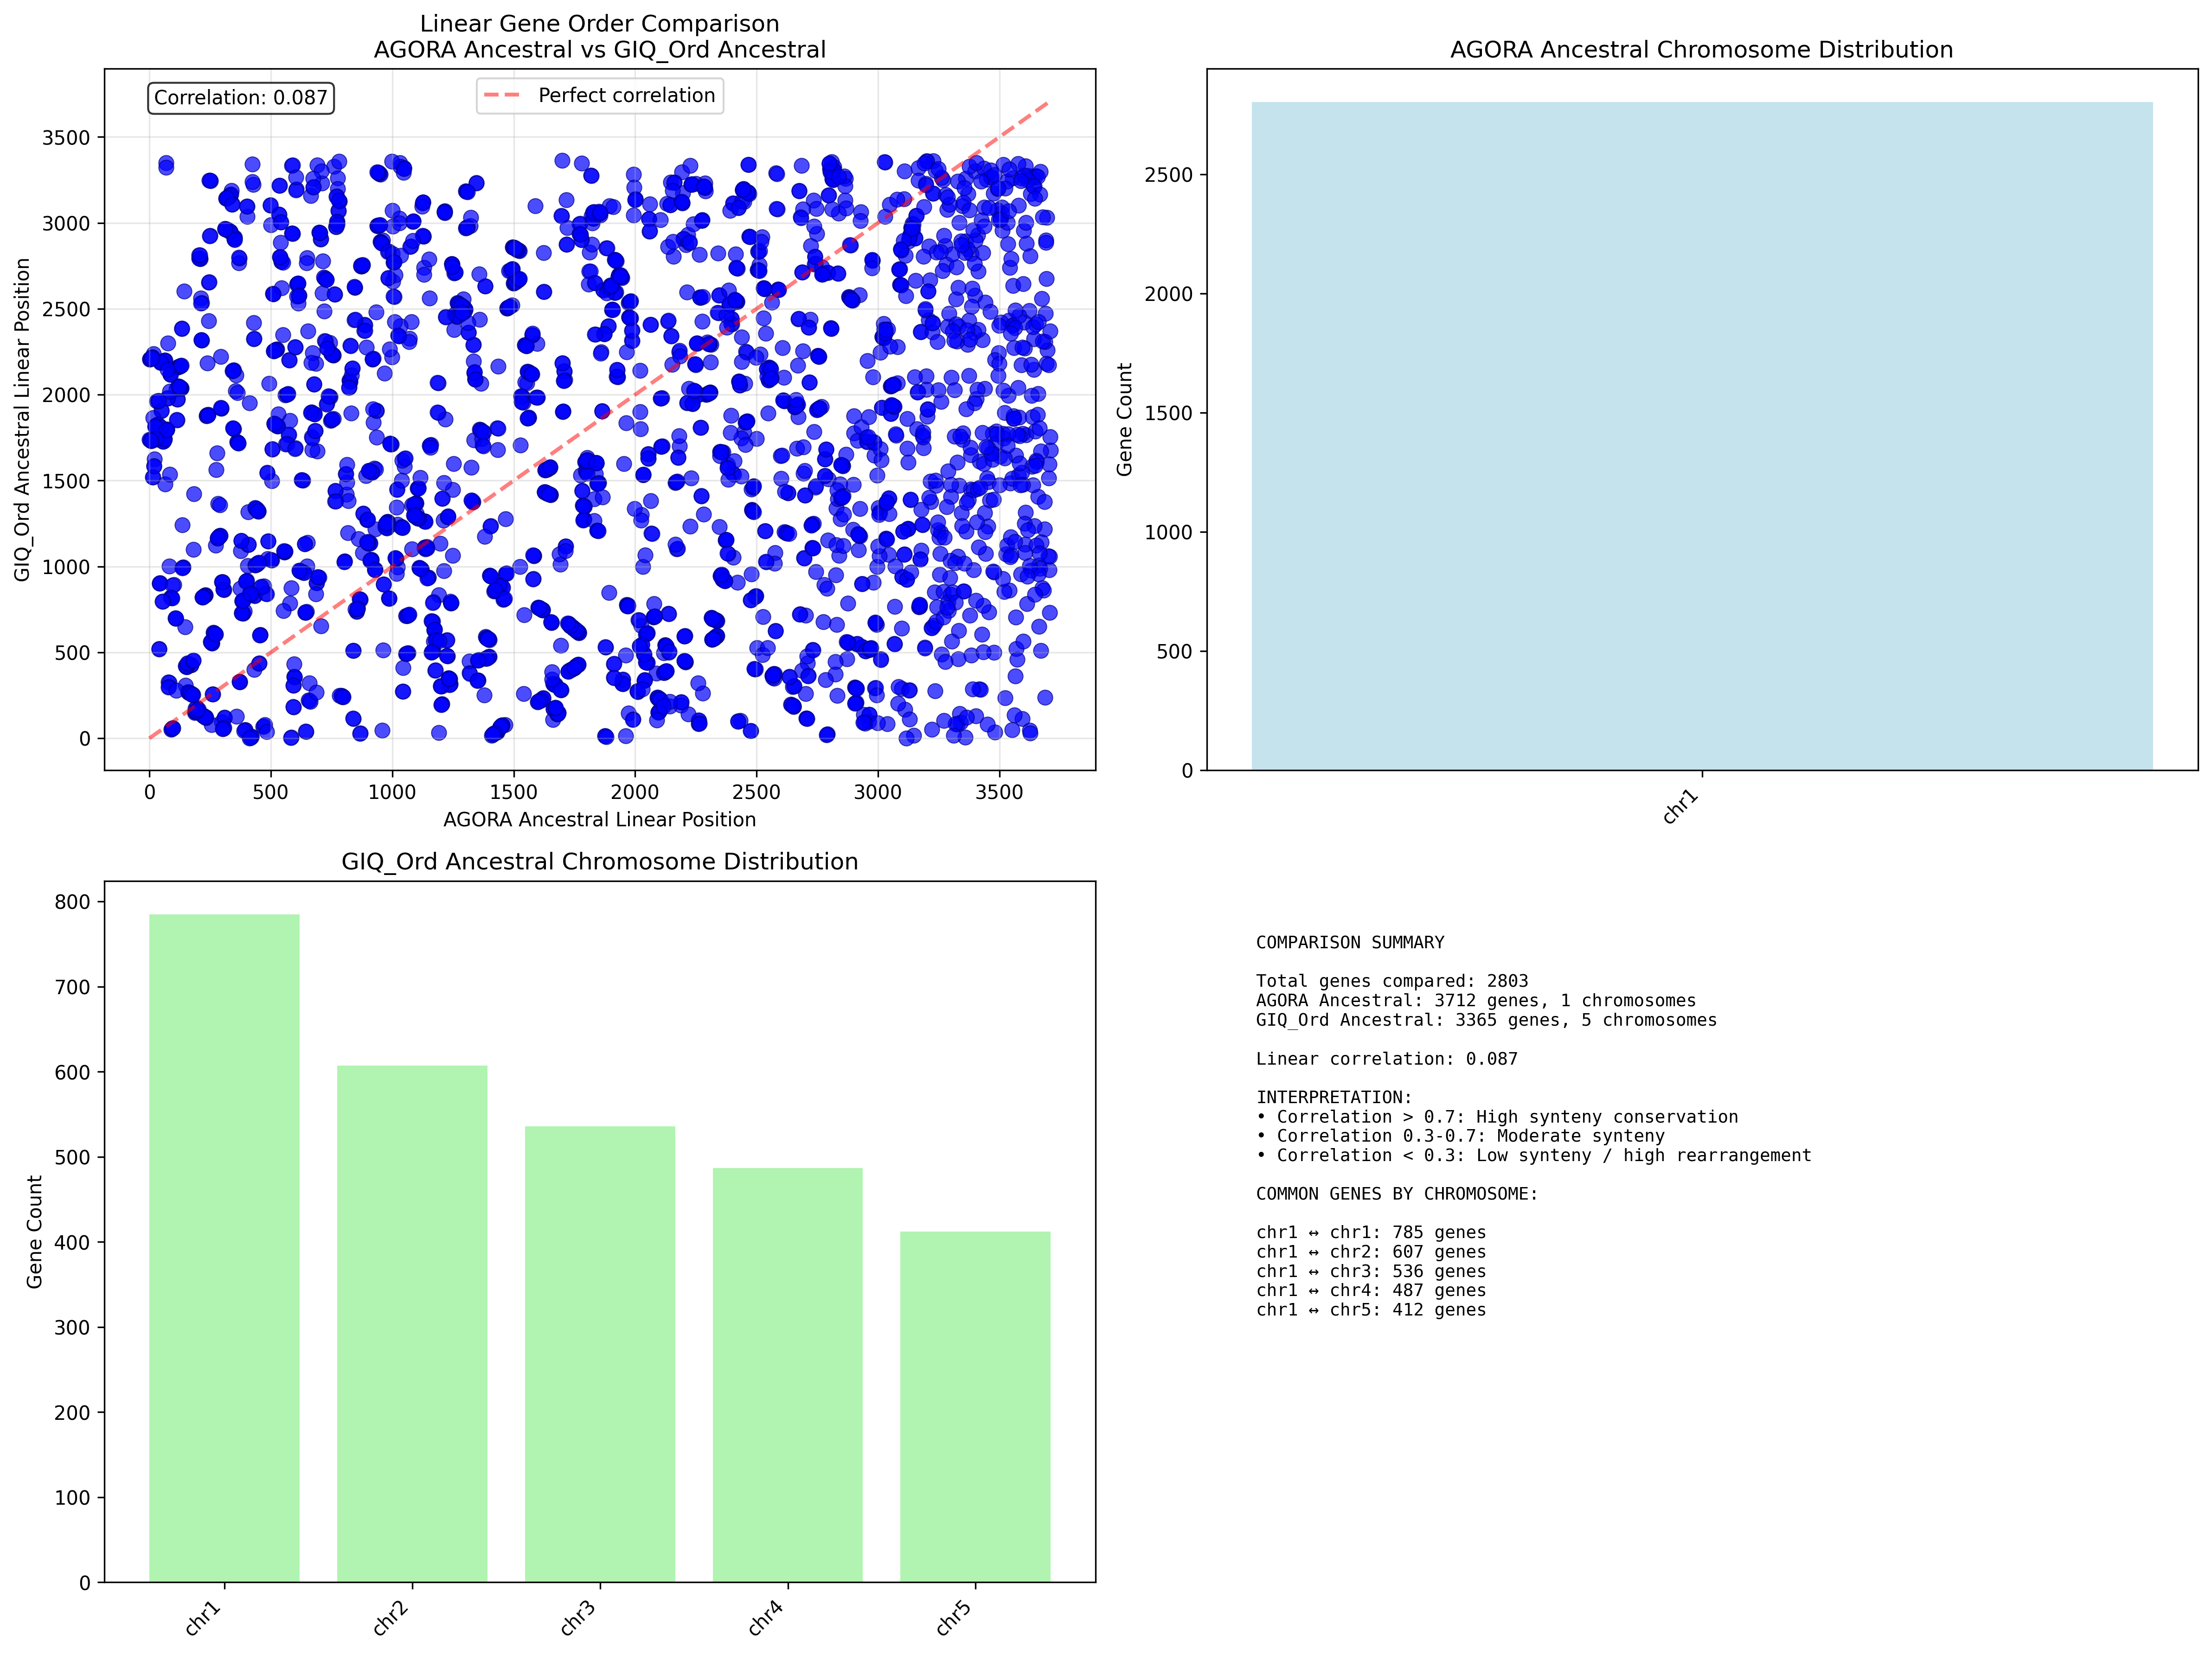 Linear Gene Order Comparison
AGORA Ancestral vs GIQ_Ord Ancestral
Correlation: 0.087
Perfect correlation
GIQ_Ord Ancestral Linear Position
3500
3000
2500
2000
1500
1000
500
0
0 500 1000 1500 2000 2500 3000 3500
AGORA Ancestral Linear Position
AGORA Ancestral Chromosome Distribution
Gene Count
2500
2000
1500
1000
500
0
chr1
GIQ_Ord Ancestral Chromosome Distribution
Gene Count
800
700
600
500
400
300
200
100
0
chr1 chr2 chr3 chr4 chr5
COMPARISON SUMMARY
Total genes compared: 2803
AGORA Ancestral: 3712 genes, 1 chromosomes
GIQ_Ord Ancestral: 3365 genes, 5 chromosomes
Linear correlation: 0.087
INTERPRETATION:
• Correlation > 0.7: High synteny conservation
• Correlation 0.3-0.7: Moderate synteny
• Correlation < 0.3: Low synteny / high rearrangement
COMMON GENES BY CHROMOSOME:
chr1 ↔ chr1: 785 genes
chr1 ↔ chr2: 607 genes
chr1 ↔ chr3: 536 genes
chr1 ↔ chr4: 487 genes
chr1 ↔ chr5: 412 genes